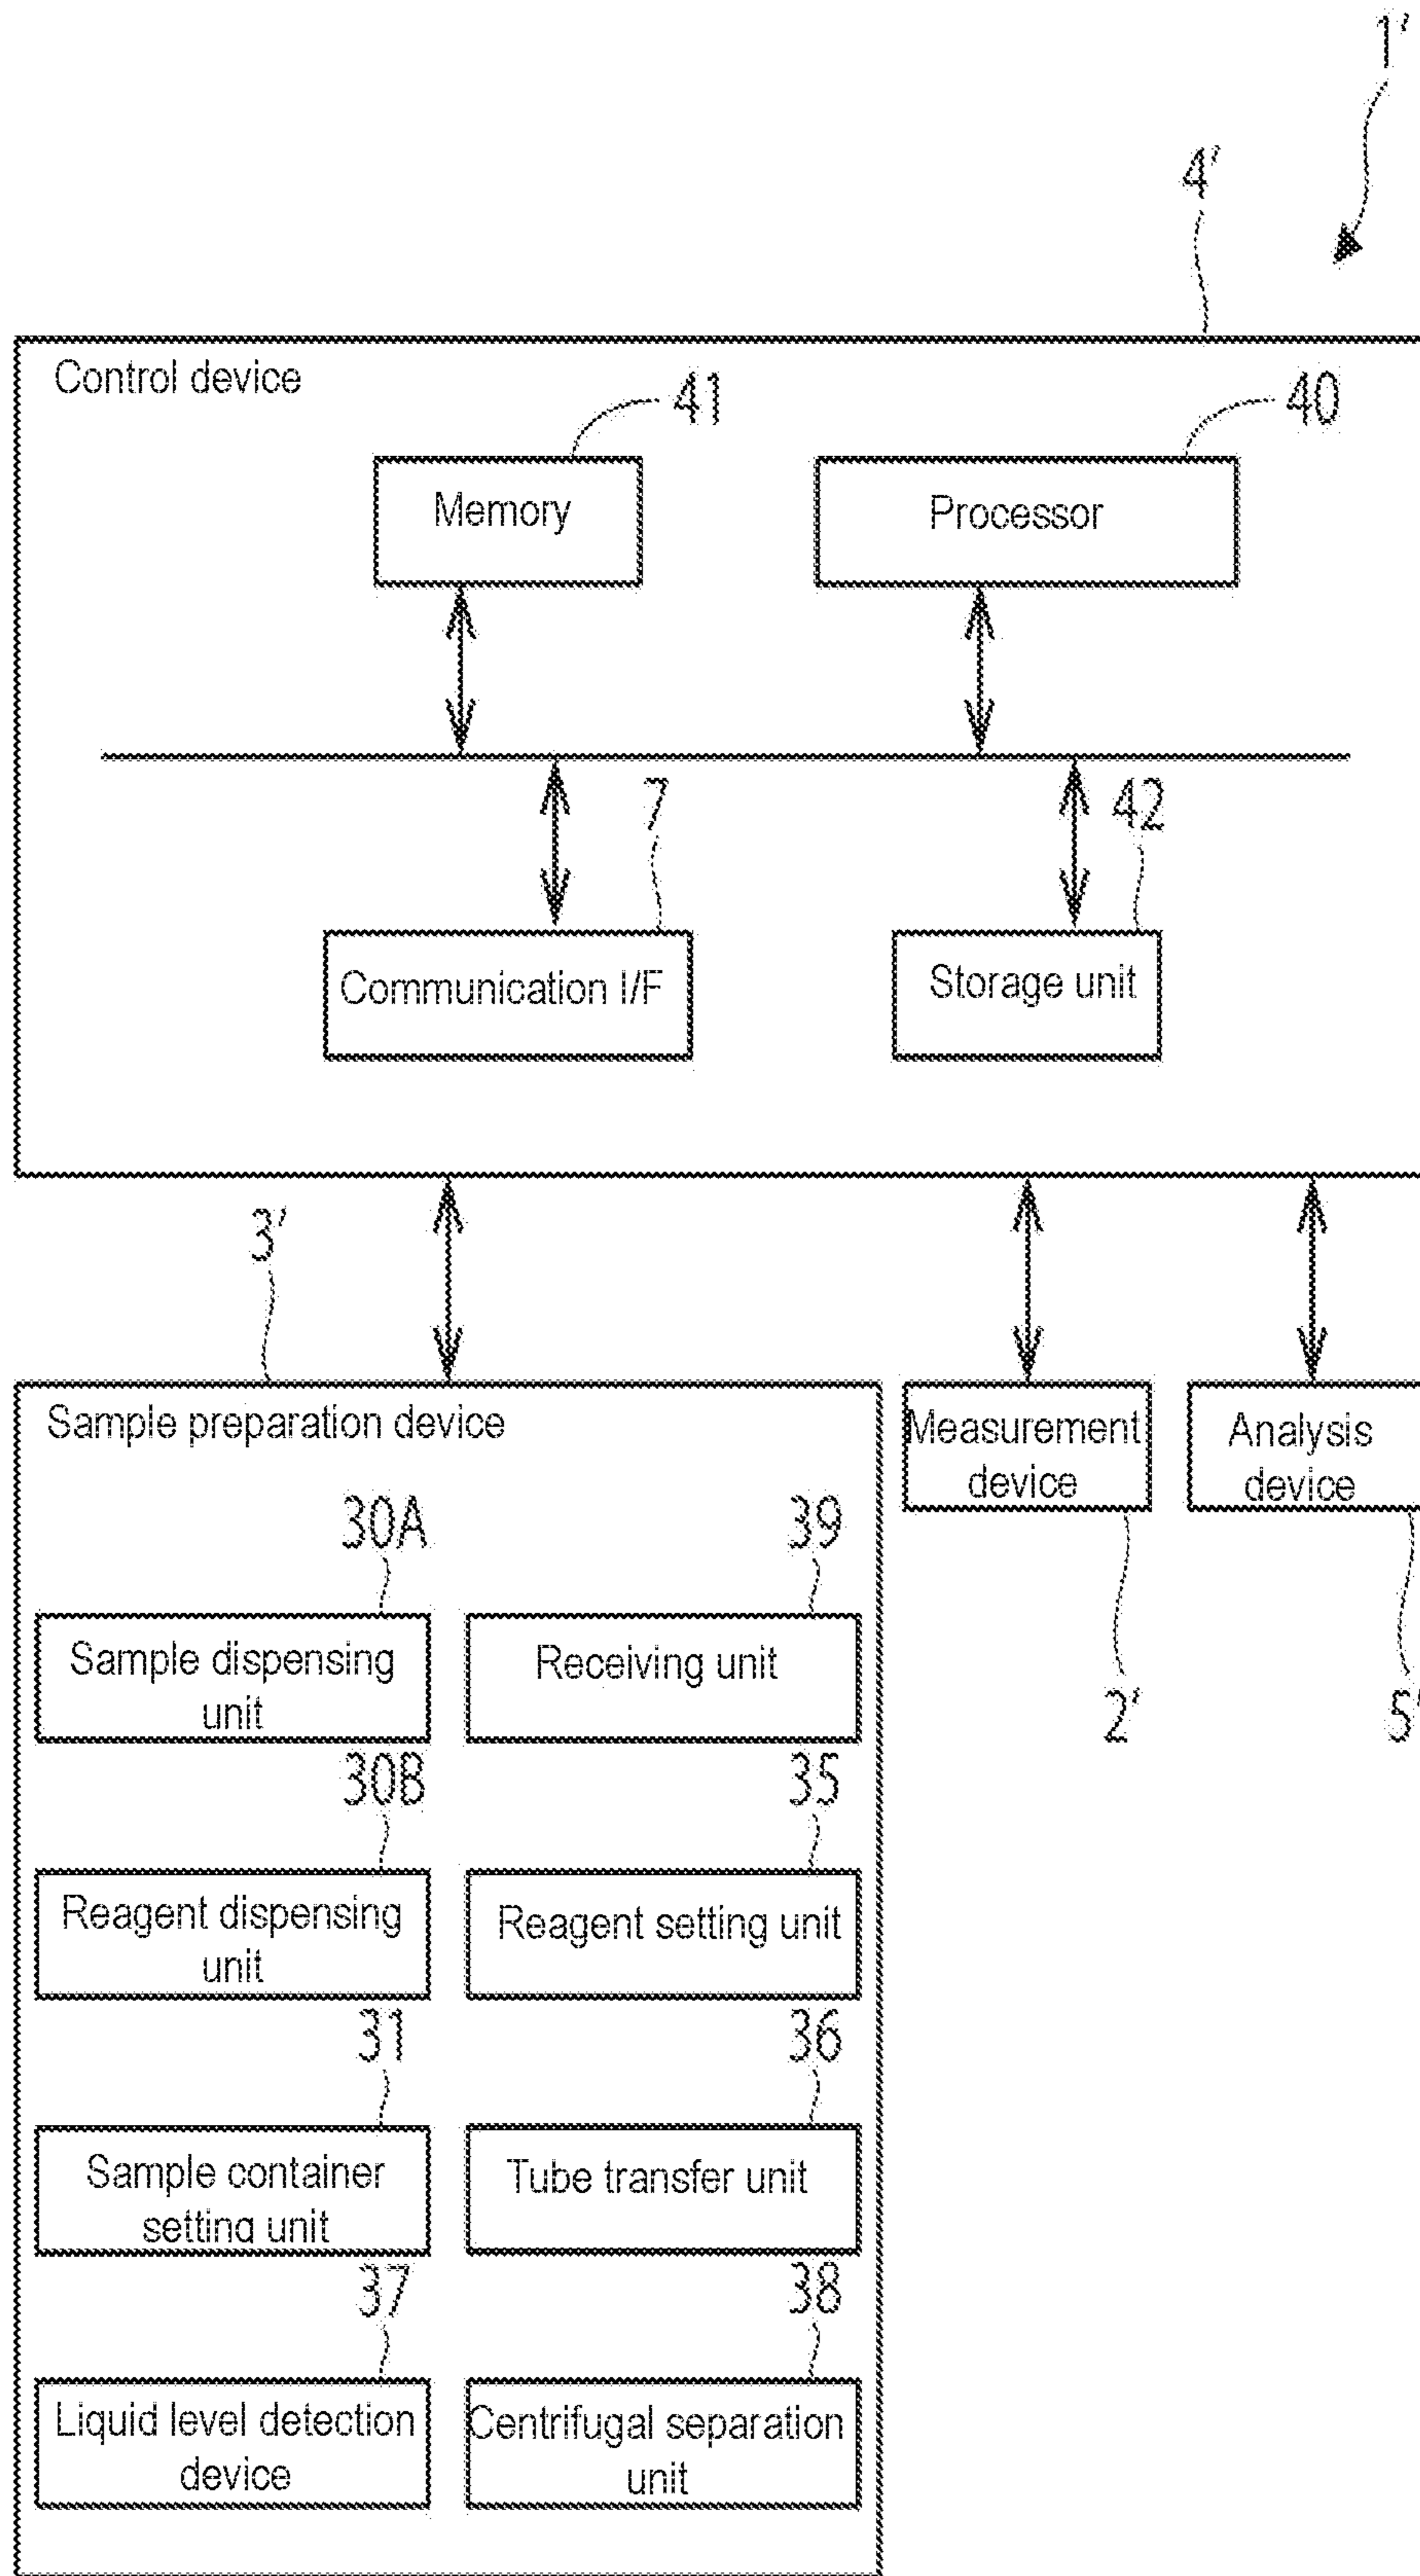 1'
4'
Control device
41
40
Memory
Processor
7
42
Communication I/F
Storage unit
3'
Sample preparation device
Measurement
device
Analysis
device
30A
39
2'
5'
Sample dispensing
unit
Receiving unit
30B
35
Reagent dispensing
unit
Reagent setting unit
31
36
Sample container
setting unit
Tube transfer unit
37
38
Liquid level detection
device
Centrifugal separation
unit